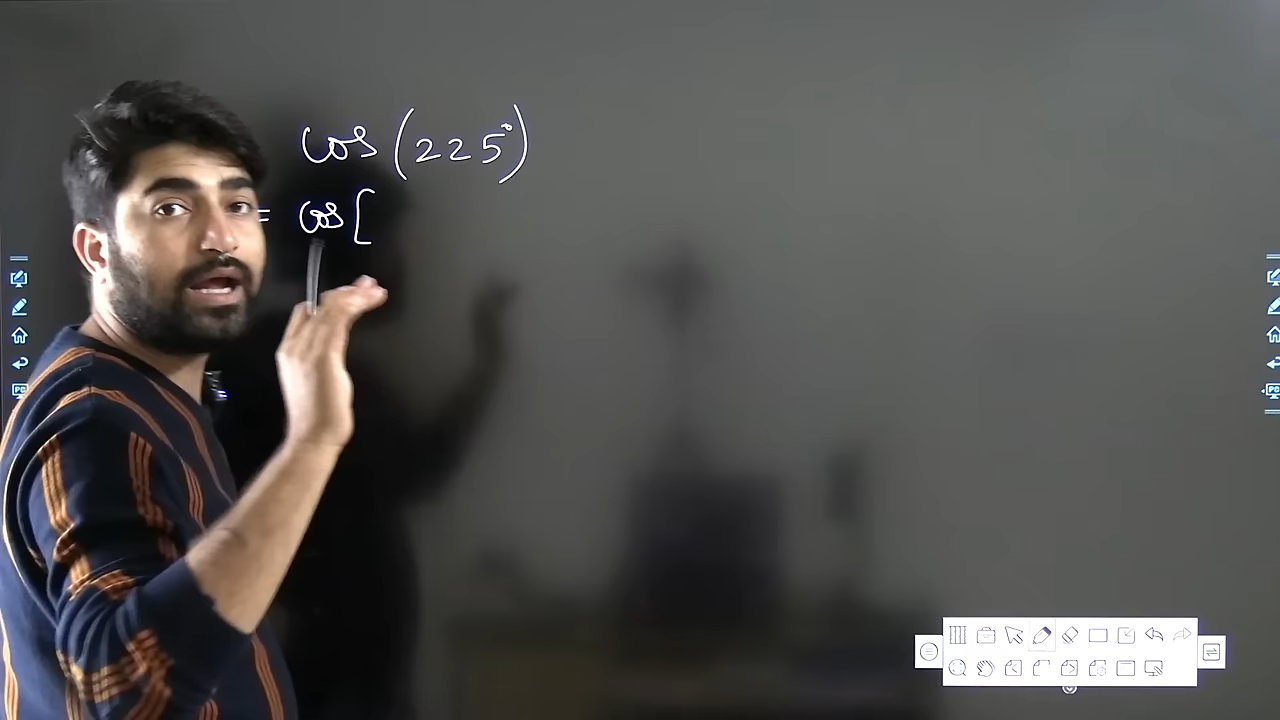 cos(225°)
= cos[